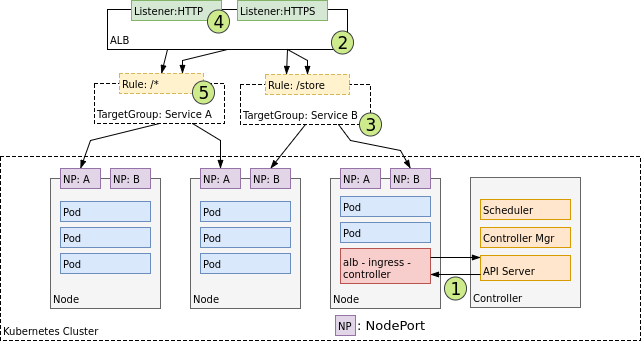 Listener:HTTP
Listener:HTTPS
4
ALB
2
Rule: /*
Rule: /store
5
TargetGroup: Service A
TargetGroup: Service B
3
NP: A
NP: B
NP: A
NP: B
NP: A
NP: B
Pod
Pod
Pod
Node
Pod
Pod
Pod
Node
Pod
Pod
alb - ingress -
controller
Node
Scheduler
Controller Mgr
API Server
1
Controller
Kubernetes Cluster
NP : NodePort